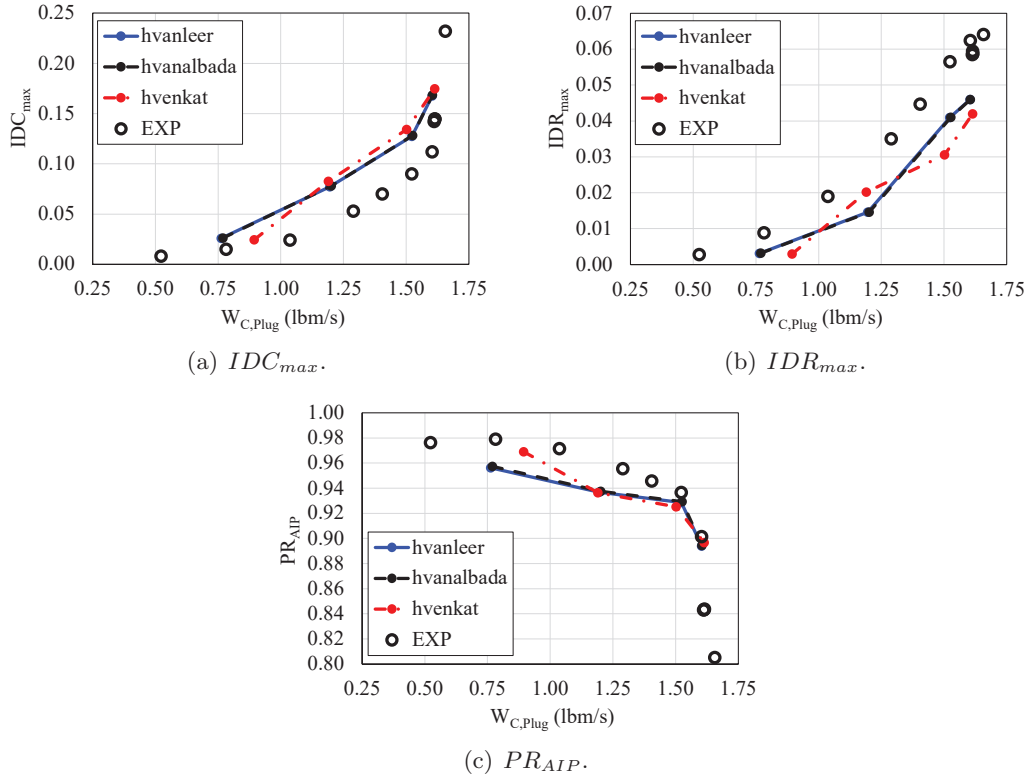 0.25
0.20
0.15
0.10
0.05
0.00
IDC_max
hvanleer
hvanalbada
hvenkat
EXP
0.25 0.50 0.75 1.00 1.25 1.50 1.75
W_C,Plug (lbm/s)
(a) IDC_max.
0.07
0.06
0.05
0.04
0.03
0.02
0.01
0.00
IDR_max
hvanleer
hvanalbada
hvenkat
EXP
0.25 0.50 0.75 1.00 1.25 1.50 1.75
W_C,Plug (lbm/s)
(b) IDR_max.
1.00
0.98
0.96
0.94
0.92
0.90
0.88
0.86
0.84
0.82
0.80
PR_AIP
hvanleer
hvanalbada
hvenkat
EXP
0.25 0.50 0.75 1.00 1.25 1.50 1.75
W_C,Plug (lbm/s)
(c) PR_AIP.